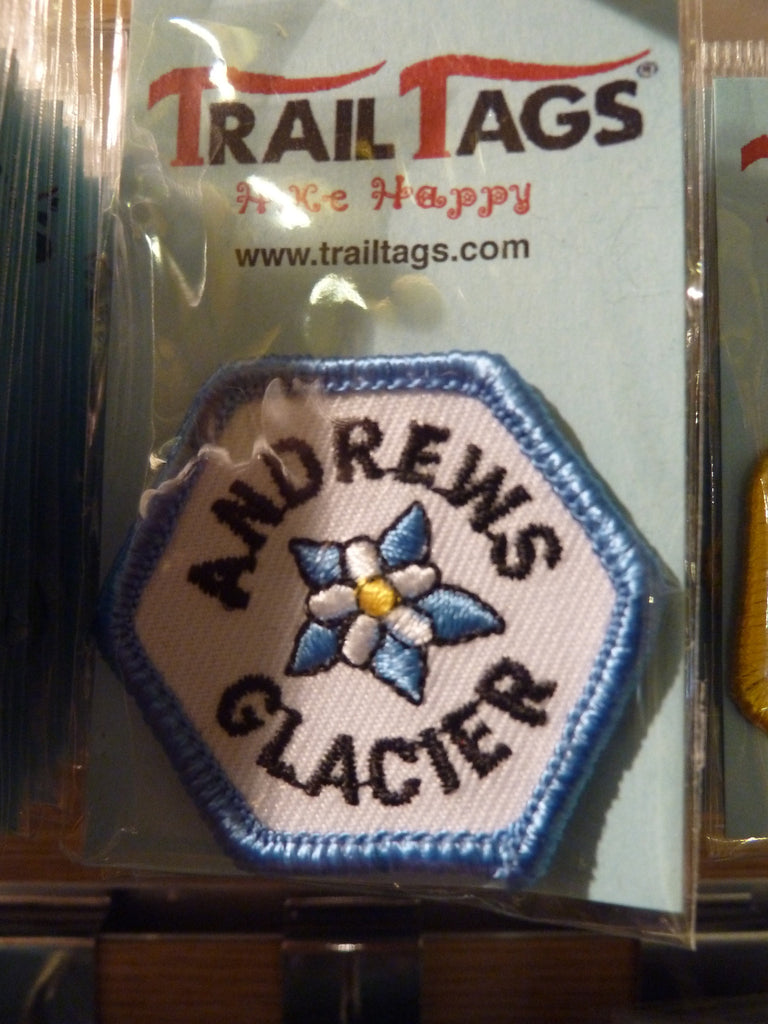 TRAIL TAGS®
Hike Happy
www.trailtags.com
ANDREWS
GLACIER